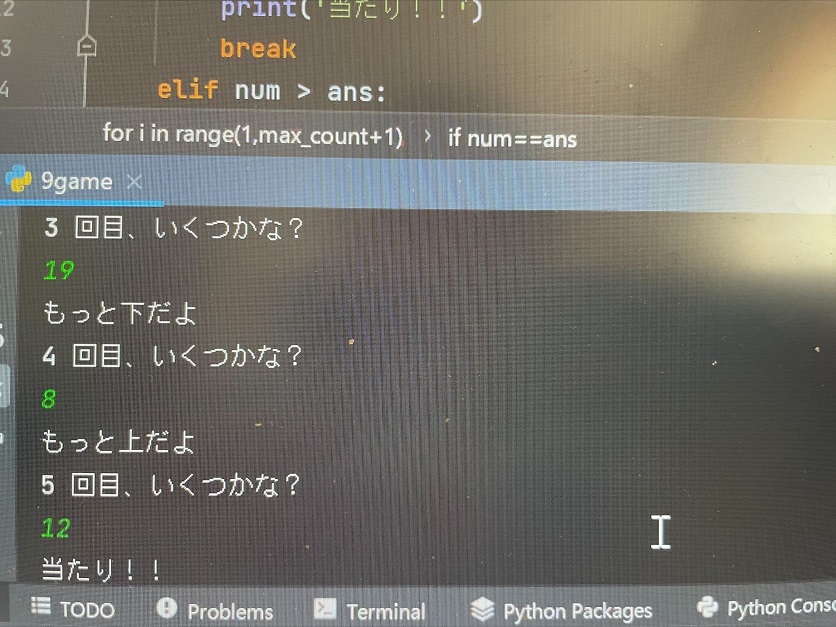 2
print('当たり！！')
3
break
4
elif num > ans:
for i in range(1,max_count+1) › if num==ans
9game ×
3 回目、いくつかな？
19
もっと下だよ
4 回目、いくつかな？
8
もっと上だよ
5 回目、いくつかな？
12
当たり！！
TODO Problems Terminal Python Packages Python Conso